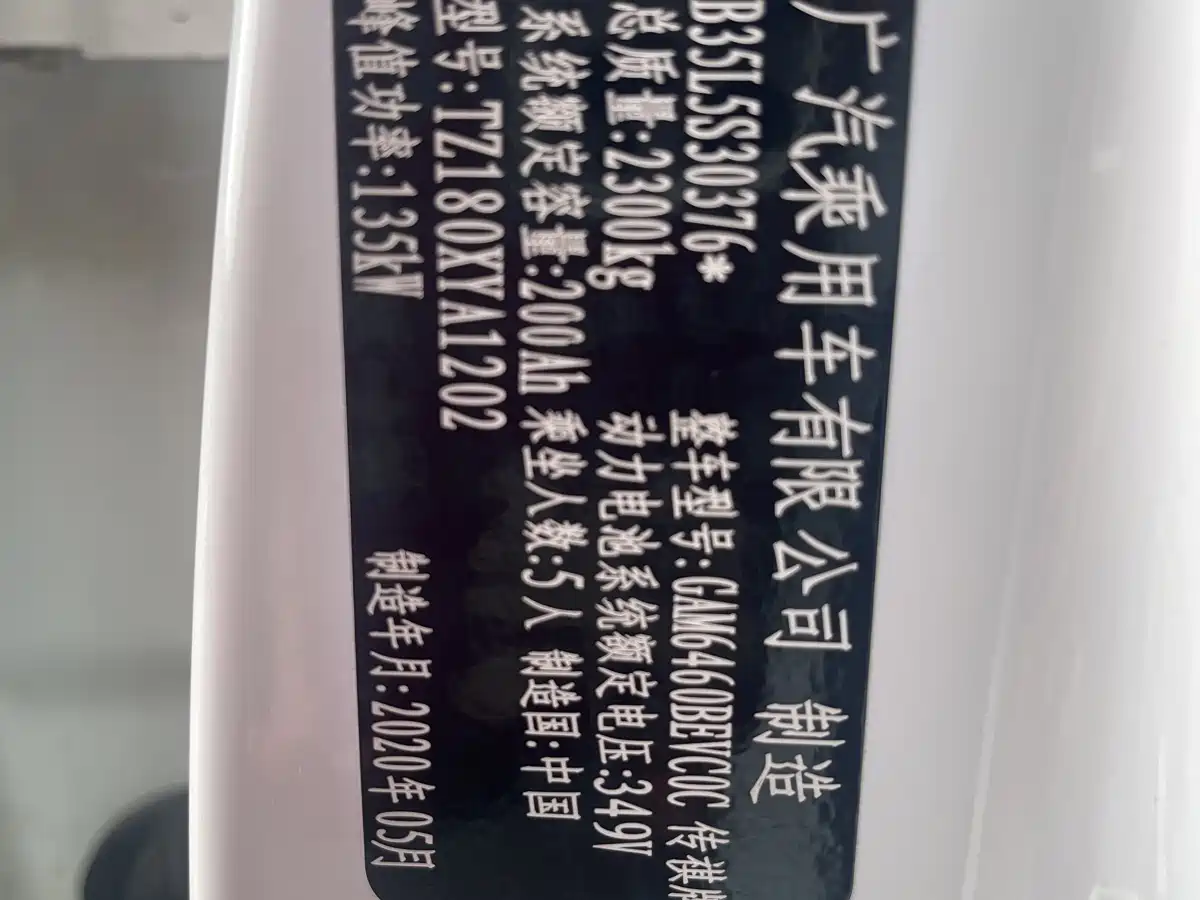 广汽乘用车有限公司 制造
B35LSS30376* 整车型号:GAM6460BEVCOC 传祺牌
总质量:2300kg 动力电池系统额定电压:349V
系统额定容量:200Ah 乘坐人数:5人 制造国:中国
型号:TZ180XYA1202
峰值功率:135kW 制造年月:2020年05月